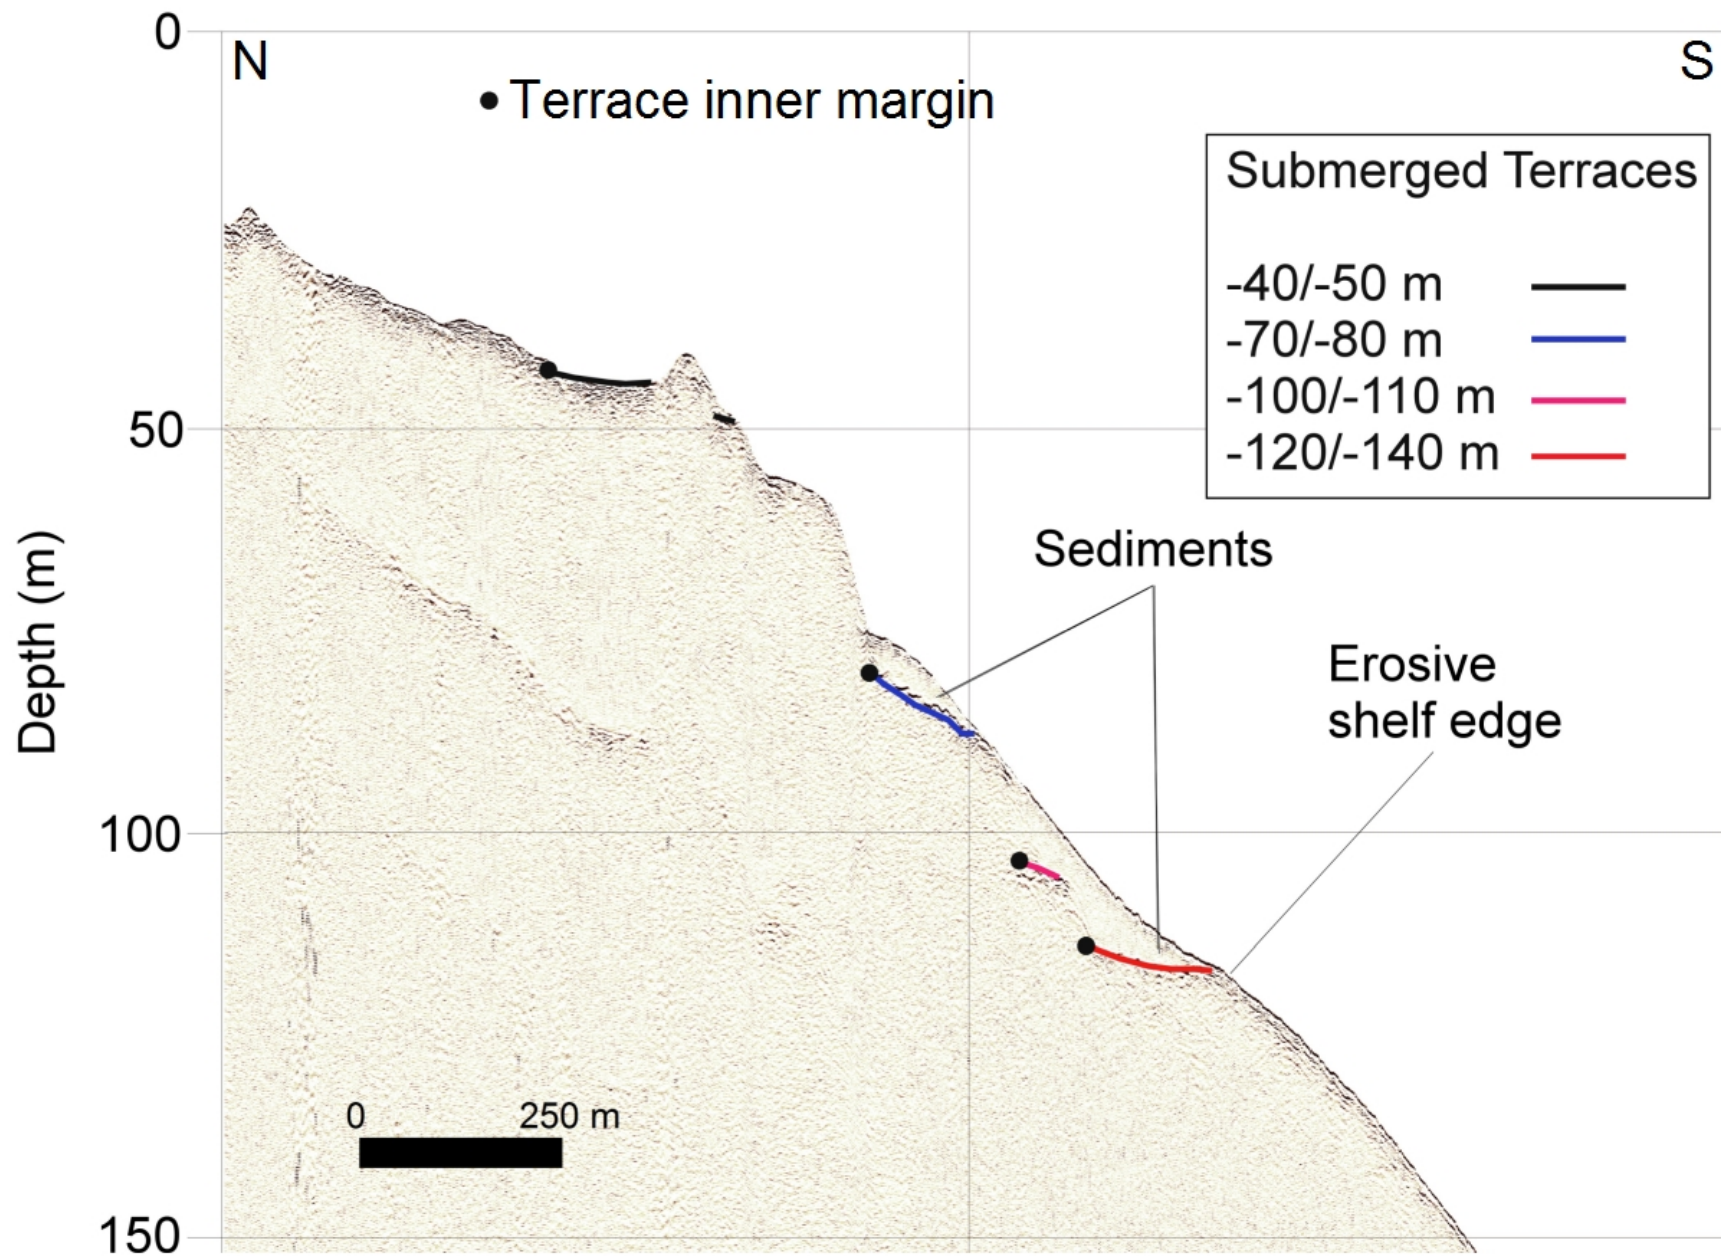 0
N
S
Terrace inner margin
Submerged Terraces
-40/-50 m
-70/-80 m
-100/-110 m
-120/-140 m
50
Sediments
Erosive
shelf edge
Depth (m)
100
0 250 m
150